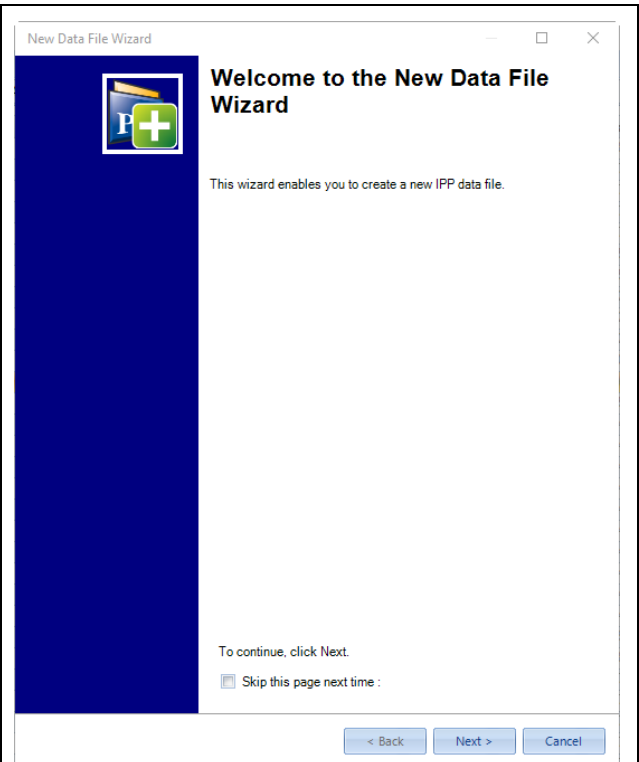 New Data File Wizard
Welcome to the New Data File
Wizard
P
This wizard enables you to create a new IPP data file.
To continue, click Next.
Skip this page next time :
< Back
Next >
Cancel